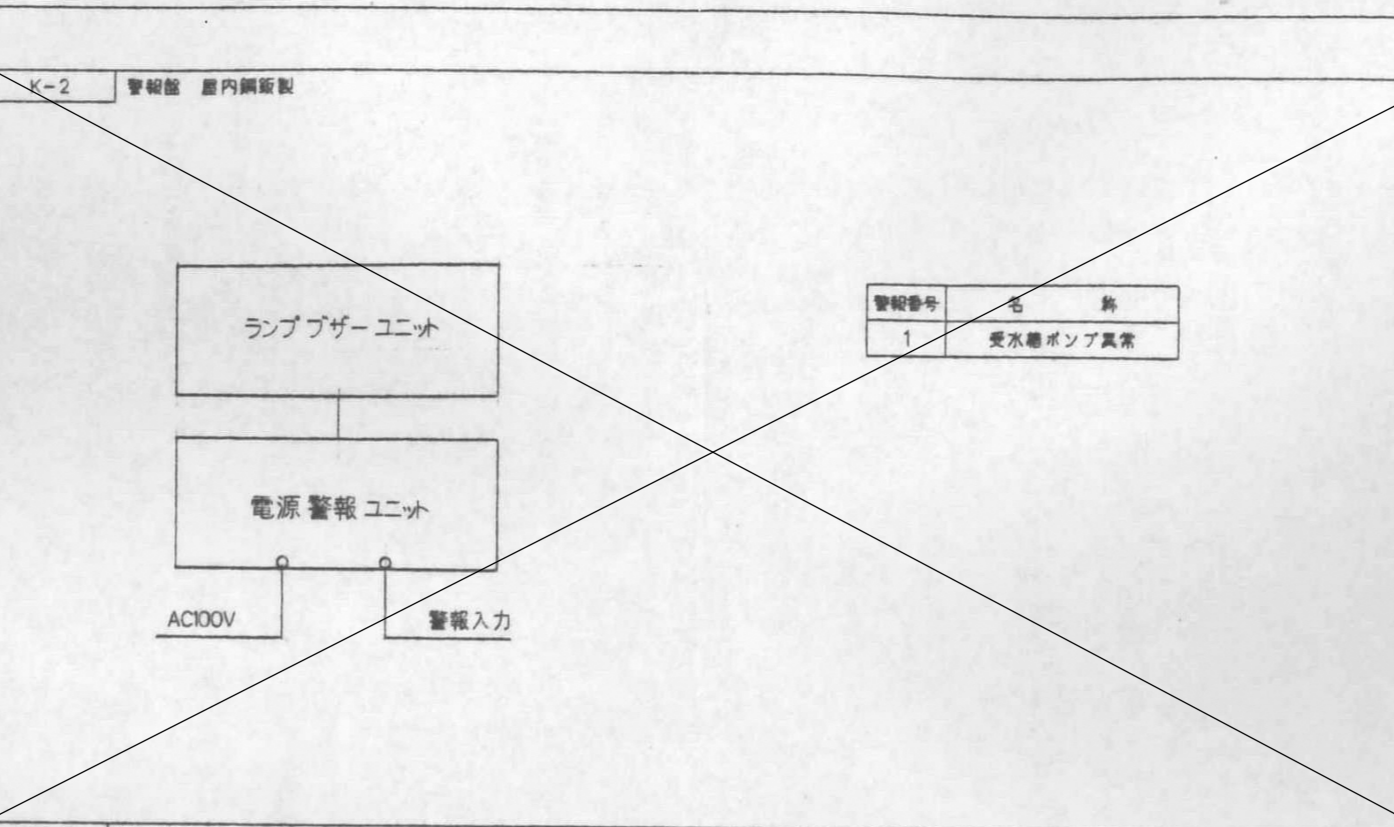 K-2 警報盤 屋内鋼鈑製
ランプ ブザー ユニット
警報番号 名 称
1 受水槽ポンプ異常
電源 警報 ユニット
AC100V 警報入力